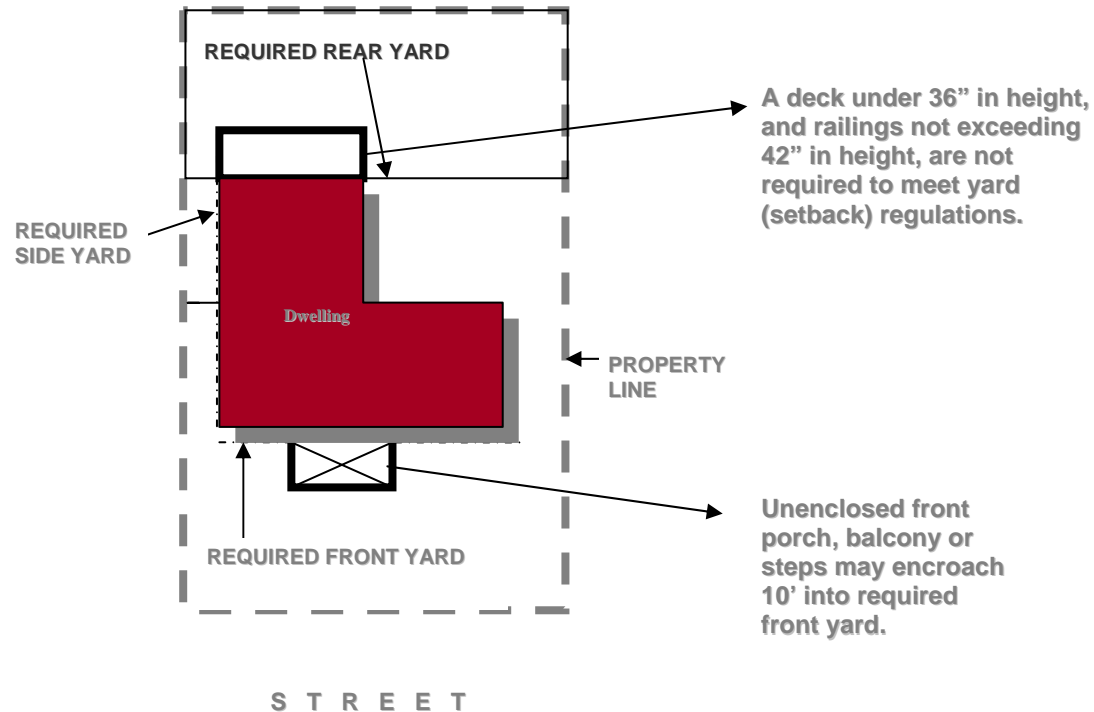 REQUIRED REAR YARD
A deck under 36” in height,
and railings not exceeding
42” in height, are not
required to meet yard
(setback) regulations.
REQUIRED
SIDE YARD
Dwelling
PROPERTY
LINE
Unenclosed front
porch, balcony or
steps may encroach
10’ into required
front yard.
REQUIRED FRONT YARD
S T R E E T